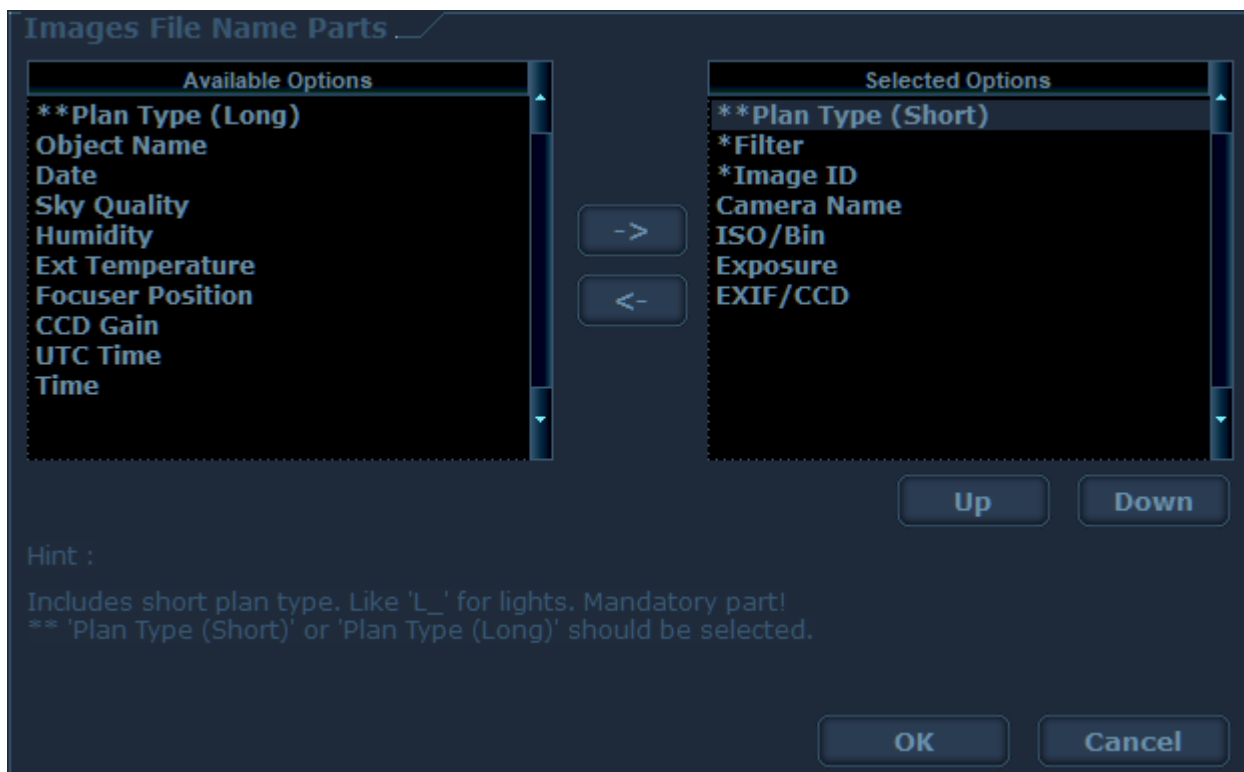 Images File Name Parts
Available Options
**Plan Type (Long)
Object Name
Date
Sky Quality
Humidity
Ext Temperature
Focuser Position
CCD Gain
UTC Time
Time
->
<-
Selected Options
**Plan Type (Short)
*Filter
*Image ID
Camera Name
ISO/Bin
Exposure
EXIF/CCD
Up
Down
Hint :
Includes short plan type. Like 'L_' for lights. Mandatory part!
** 'Plan Type (Short)' or 'Plan Type (Long)' should be selected.
OK
Cancel